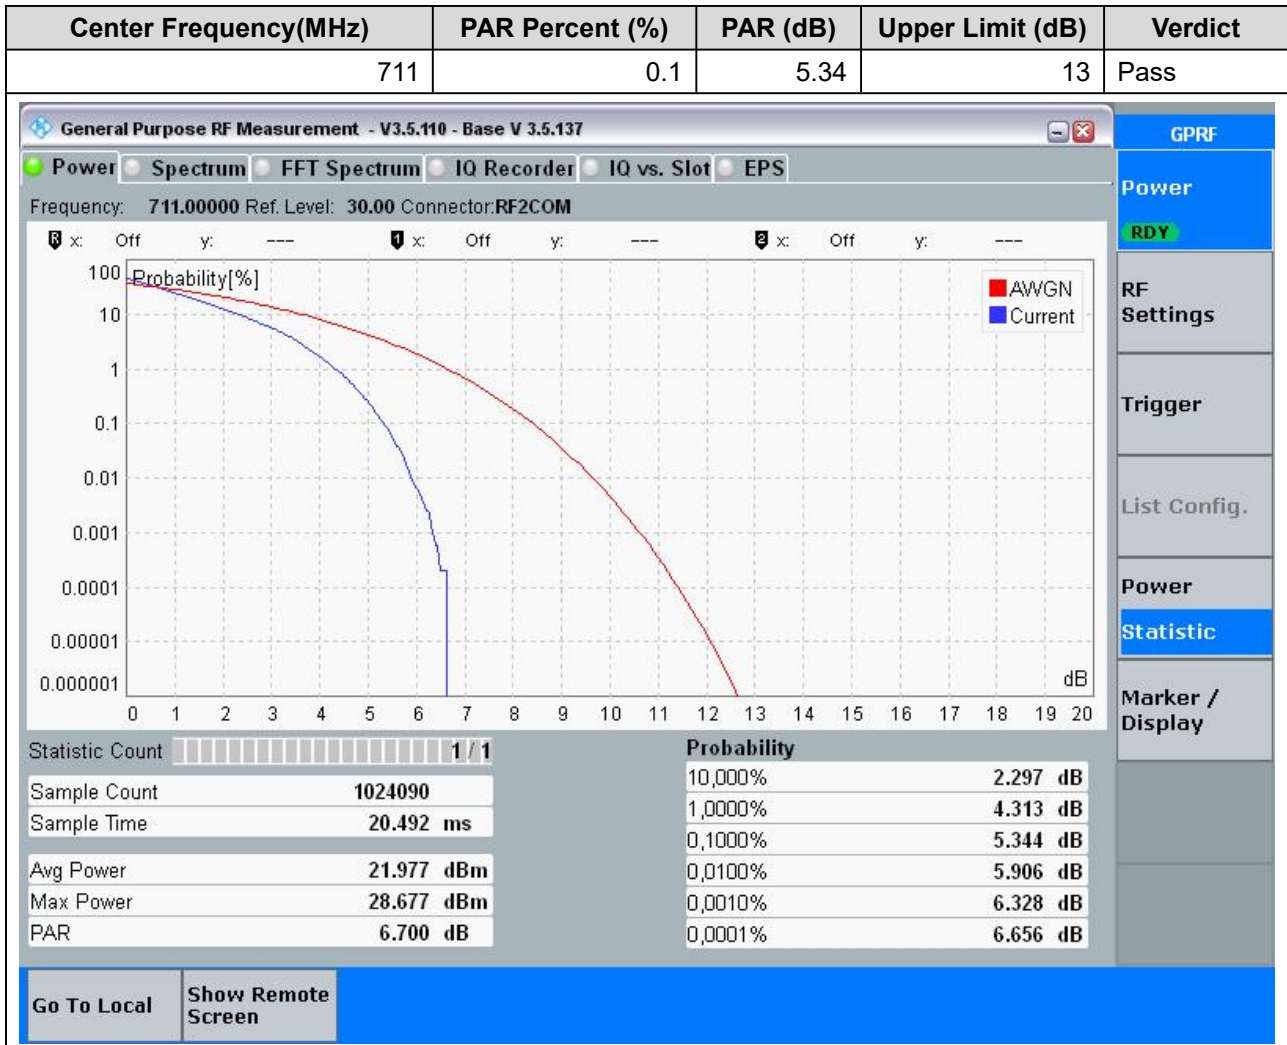 Center Frequency(MHz) PAR Percent (%) PAR (dB) Upper Limit (dB) Verdict
711 0.1 5.34 13 Pass
General Purpose RF Measurement - V3.5.110 - Base V 3.5.137
Power Spectrum FFT Spectrum IQ Recorder IQ vs. Slot EPS
Frequency: 711.00000 Ref. Level: 30.00 Connector:RF2COM
R x: Off y: --- 1 x: Off y: --- 2 x: Off y: ---
Probability[%]
AWGN
Current
100
10
1
0.1
0.01
0.001
0.0001
0.00001
0.000001
dB
0 1 2 3 4 5 6 7 8 9 10 11 12 13 14 15 16 17 18 19 20
Statistic Count 1 / 1
Sample Count 1024090
Sample Time 20.492 ms
Avg Power 21.977 dBm
Max Power 28.677 dBm
PAR 6.700 dB
Probability
10,000% 2.297 dB
1,0000% 4.313 dB
0,1000% 5.344 dB
0,0100% 5.906 dB
0,0010% 6.328 dB
0,0001% 6.656 dB
GPRF
Power
RDY
RF
Settings
Trigger
List Config.
Power
Statistic
Marker /
Display
Go To Local
Show Remote
Screen